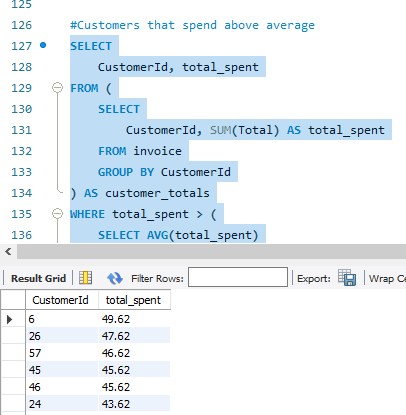 125
126 #Customers that spend above average
127 SELECT
128 CustomerId, total_spent
129 FROM (
130 SELECT
131 CustomerId, SUM(Total) AS total_spent
132 FROM invoice
133 GROUP BY CustomerId
134 ) AS customer_totals
135 WHERE total_spent > (
136 SELECT AVG(total_spent)
Result Grid Filter Rows: Export: Wrap Ce
CustomerId total_spent
6 49.62
26 47.62
57 46.62
45 45.62
46 45.62
24 43.62